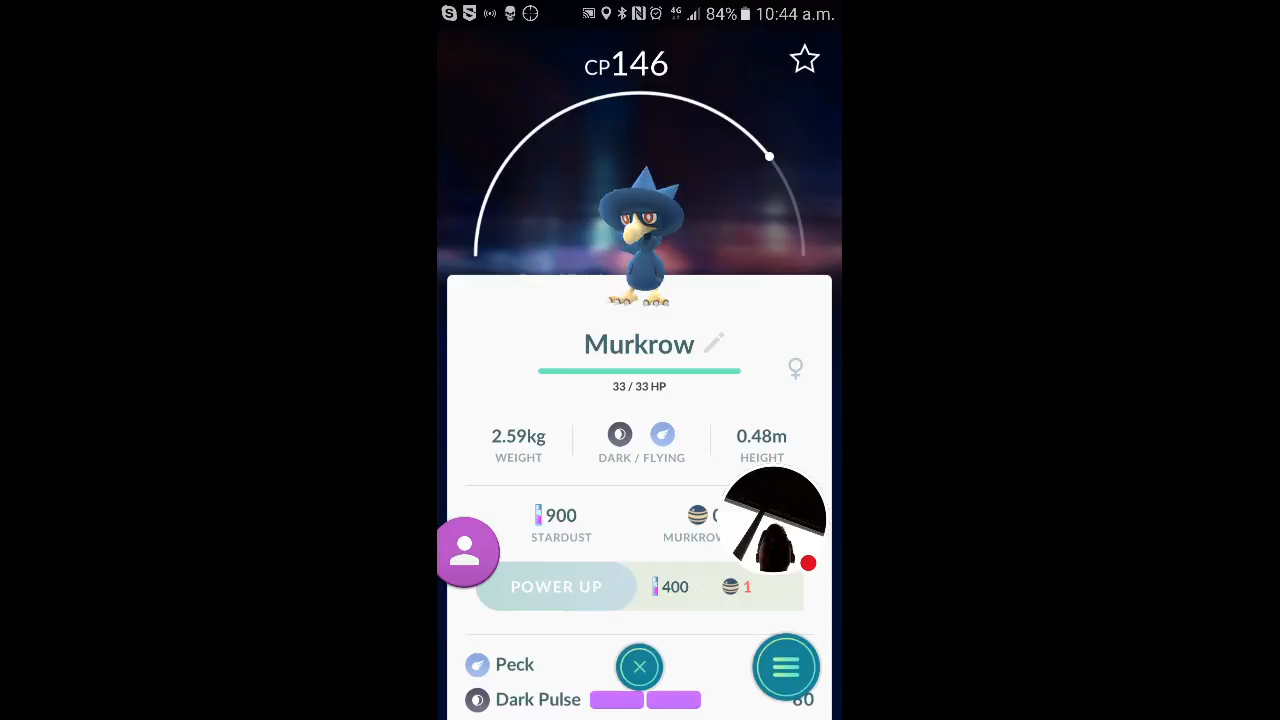 4G 84% 10:44 a.m.
CP146
Murkrow
33 / 33 HP
2.59kg 0.48m
WEIGHT DARK / FLYING HEIGHT
900
STARDUST
POWER UP 400 1
Peck
Dark Pulse